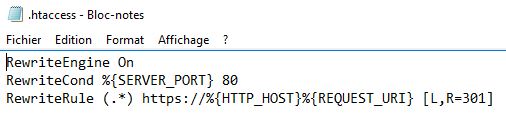 .htaccess - Bloc-notes
Fichier Edition Format Affichage ?
RewriteEngine On
RewriteCond %{SERVER_PORT} 80
RewriteRule (.*) https://%{HTTP_HOST}%{REQUEST_URI} [L,R=301]